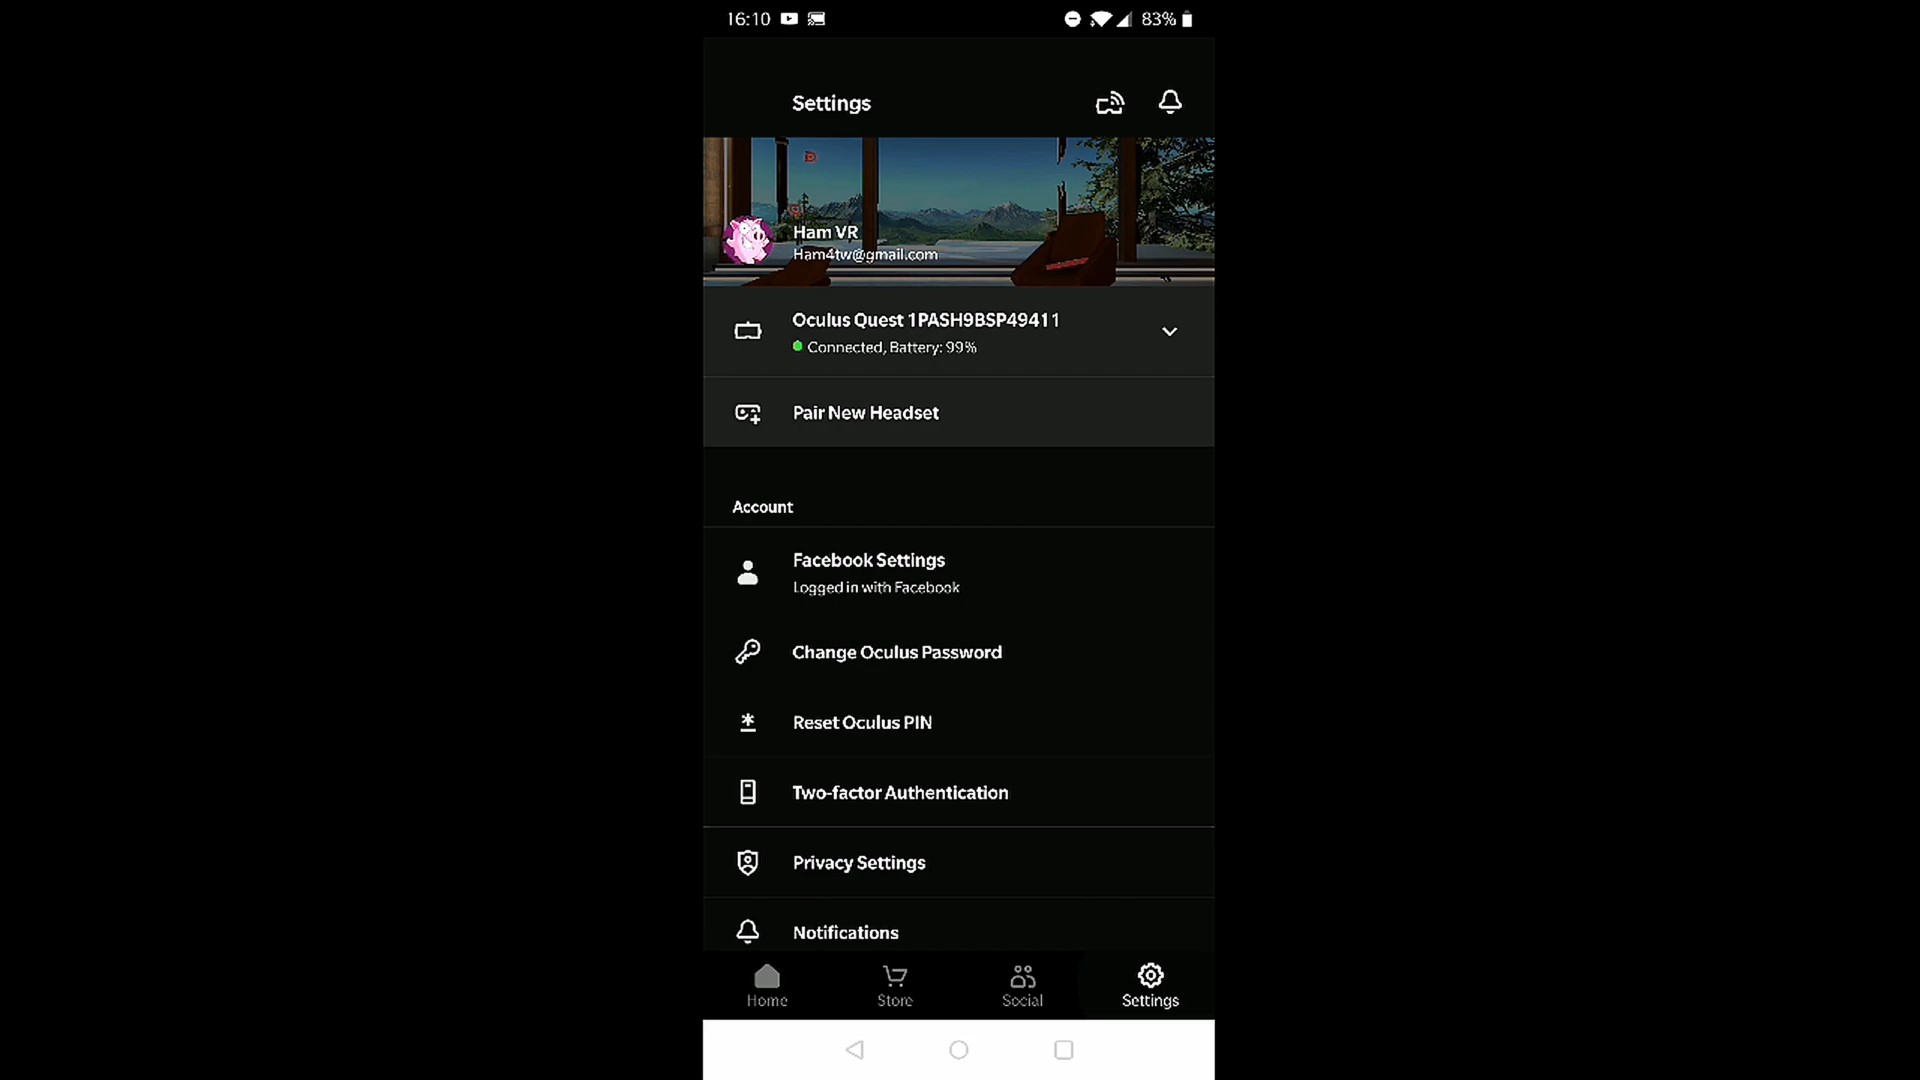 16:10
83%
Settings
Ham VR
Ham4tw@gmail.com
Oculus Quest 1PASH9BSP49411
Connected, Battery: 99%
Pair New Headset
Account
Facebook Settings
Logged in with Facebook
Change Oculus Password
Reset Oculus PIN
Two-factor Authentication
Privacy Settings
Notifications
Home
Store
Social
Settings